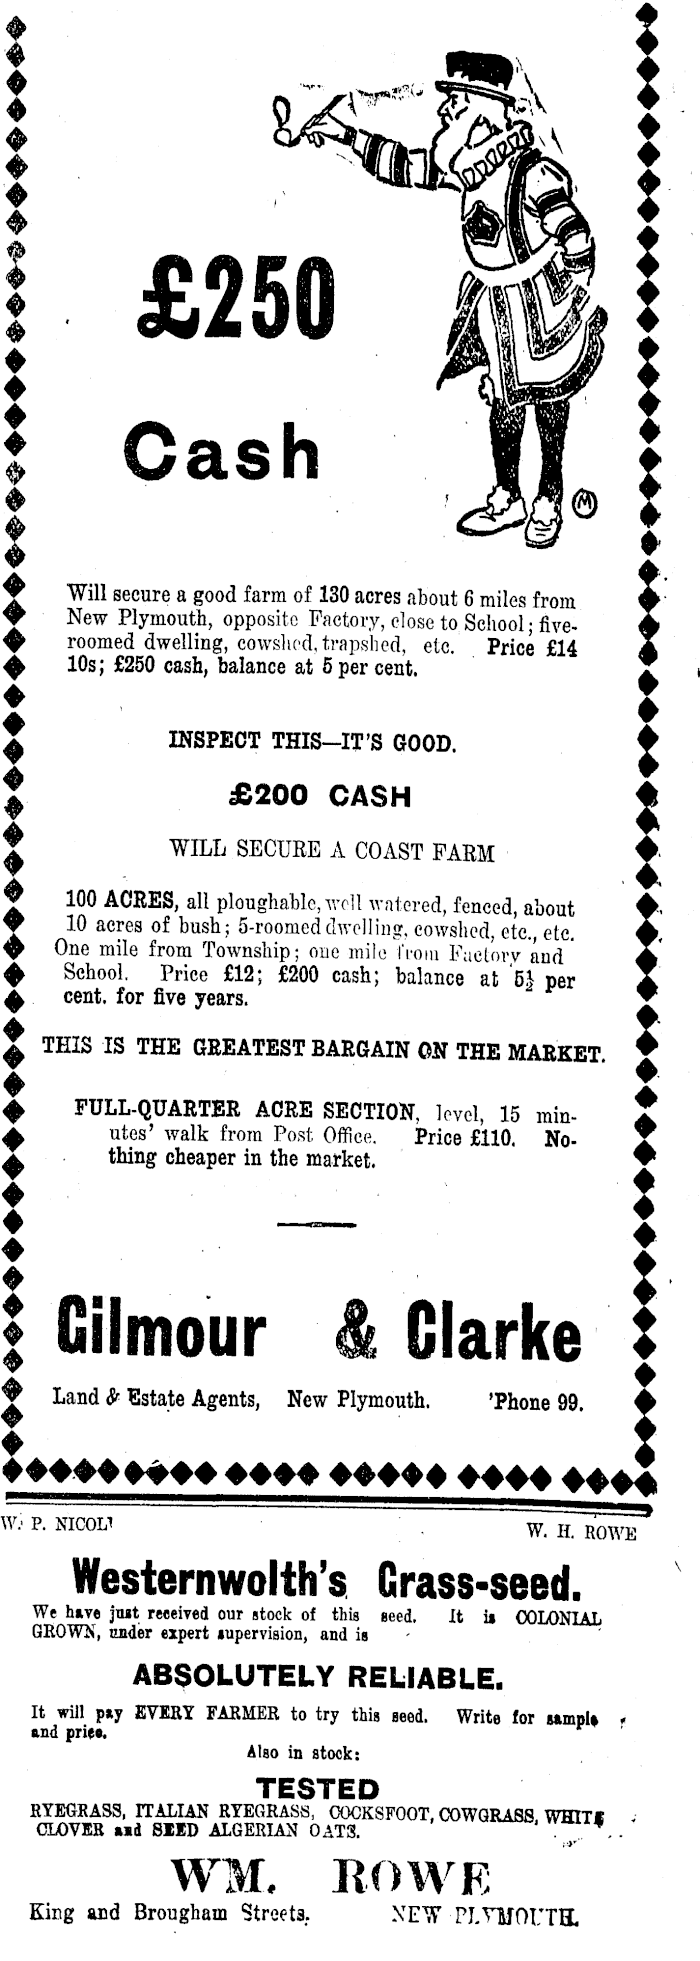 £250
Cash
M
Will secure a good farm of 130 acres about 6 miles from
New Plymouth, opposite Factory, close to School; five-
roomed dwelling, cowshed, trapshed, etc. Price £14
10s; £250 cash, balance at 5 per cent.
INSPECT THIS—IT'S GOOD.
£200 CASH
WILL SECURE A COAST FARM
100 ACRES, all ploughable, well watered, fenced, about
10 acres of bush; 5-roomed dwelling, cowshed, etc., etc.
One mile from Township; one mile from Factory and
School. Price £12; £200 cash; balance at 5½ per
cent. for five years.
THIS IS THE GREATEST BARGAIN ON THE MARKET.
FULL-QUARTER ACRE SECTION, level, 15 min-
utes' walk from Post Office. Price £110. No-
thing cheaper in the market.
Gilmour & Clarke
Land & Estate Agents, New Plymouth. 'Phone 99.
W. P. NICOLL W. H. ROWE
Westernwolth's Grass-seed.
We have just received our stock of this seed. It is COLONIAL
GROWN, under expert supervision, and is
ABSOLUTELY RELIABLE.
It will pay EVERY FARMER to try this seed. Write for sample
and price.
Also in stock:
TESTED
RYEGRASS, ITALIAN RYEGRASS, COCKSFOOT, COWGRASS, WHITE
CLOVER and SEED ALGERIAN OATS.
WM. ROWE
King and Brougham Streets. NEW PLYMOUTH.